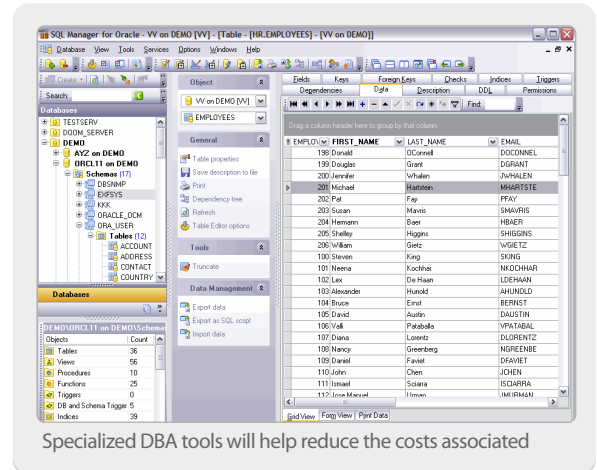 SQL Manager for Oracle - VV on DEMO [VV] - [Table - [HR.EMPLOYEES] - [VV on DEMO]]
Database View Tools Services Options Windows Help
Create
Search:
Databases
TESTSERV
DOOM_SERVER
DEMO
AYZ on DEMO
ORCL11 on DEMO
Schemas (17)
DBSNMP
EXFSYS
KKK
ORACLE_OCM
ORA_USER
Tables (12)
ACCOUNT
ADDRESS
CONTACT
COUNTRY
Databases
DEMO\ORCL11 on DEMO\Schemas
Objects Count
Tables 36
Views 56
Procedures 10
Functions 25
Triggers 0
DB and Schema Trigger 5
Indices 39
Object
VV on DEMO [VV]
EMPLOYEES
General
Table properties
Save description to file
Print
Dependency tree
Refresh
Table Editor options
Tools
Truncate
Data Management
Export data
Export as SQL script
Import data
Fields Keys Foreign Keys Checks Indices Triggers
Dependencies Data Description DDL Permissions
Find:
Drag a column header here to group by that column
EMPLOY FIRST_NAME LAST_NAME EMAIL
198 Donald OConnell DOCONNEL
199 Douglas Grant DGRANT
200 Jennifer Whalen JWHALEN
201 Michael Hartstein MHARTSTE
202 Pat Fay PFAY
203 Susan Mavris SMAVRIS
204 Hermann Baer HBAER
205 Shelley Higgins SHIGGINS
206 William Gietz WGIETZ
100 Steven King SKING
101 Neena Kochhar NKOCHHAR
102 Lex De Haan LDEHAAN
103 Alexander Hunold AHUNOLD
104 Bruce Ernst BERNST
105 David Austin DAUSTIN
106 Valli Pataballa VPATABAL
107 Diana Lorentz DLORENTZ
108 Nancy Greenberg NGREENBE
109 Daniel Faviet DFAVIET
110 John Chen JCHEN
111 Ismael Sciarra ISCIARRA
112 Jose Manuel Urman JMURMAN
Grid View Form View Print Data
Specialized DBA tools will help reduce the costs associated